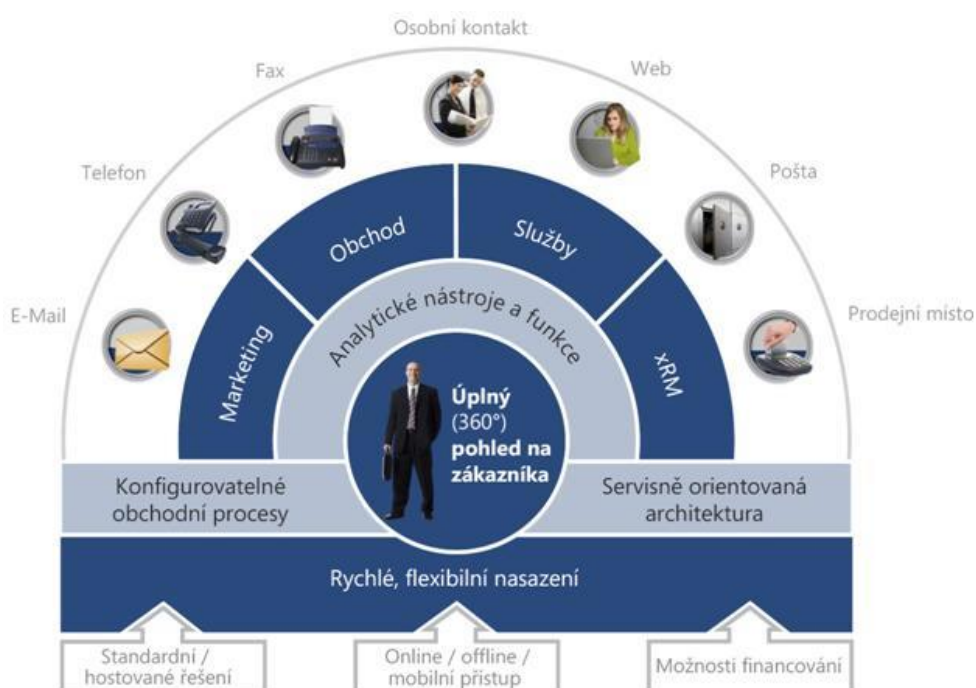 Osobní kontakt
Fax
Web
Telefon
Pošta
E-Mail
Prodejní místo
Obchod
Služby
Marketing
xRM
Analytické nástroje a funkce
Úplný
(360°)
pohled na
zákazníka
Konfigurovatelné
obchodní procesy
Servisně orientovaná
architektura
Rychlé, flexibilní nasazení
Standardní /
hostované řešení
Online / offline /
mobilní přístup
Možnosti financování